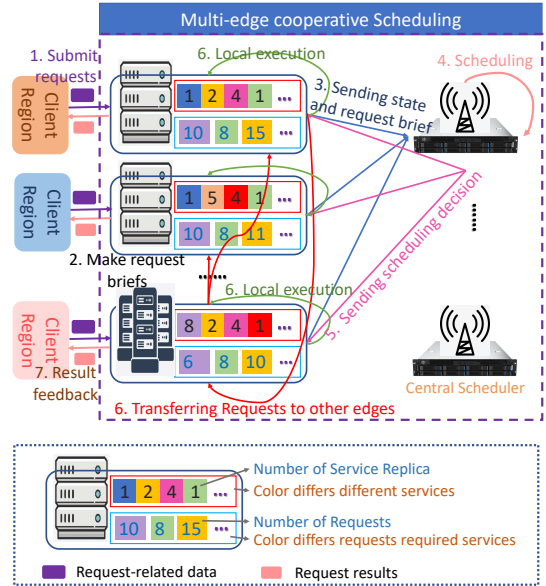 Multi-edge cooperative Scheduling
1. Submit
requests
6. Local execution
4. Scheduling
3. Sending state
and request brief
Client
Region
1 2 4 1 ...
10 8 15 ...
Client
Region
1 5 4 1 ...
10 8 11 ...
2. Make request
briefs
......
......
6. Local execution
5. Sending scheduling decision
Client
Region
8 2 4 1 ...
6 8 10 ...
7. Result
feedback
Central Scheduler
6. Transferring Requests to other edges
1 2 4 1 ...
10 8 15 ...
Number of Service Replica
Color differs different services
Number of Requests
Color differs requests required services
Request-related data
Request results